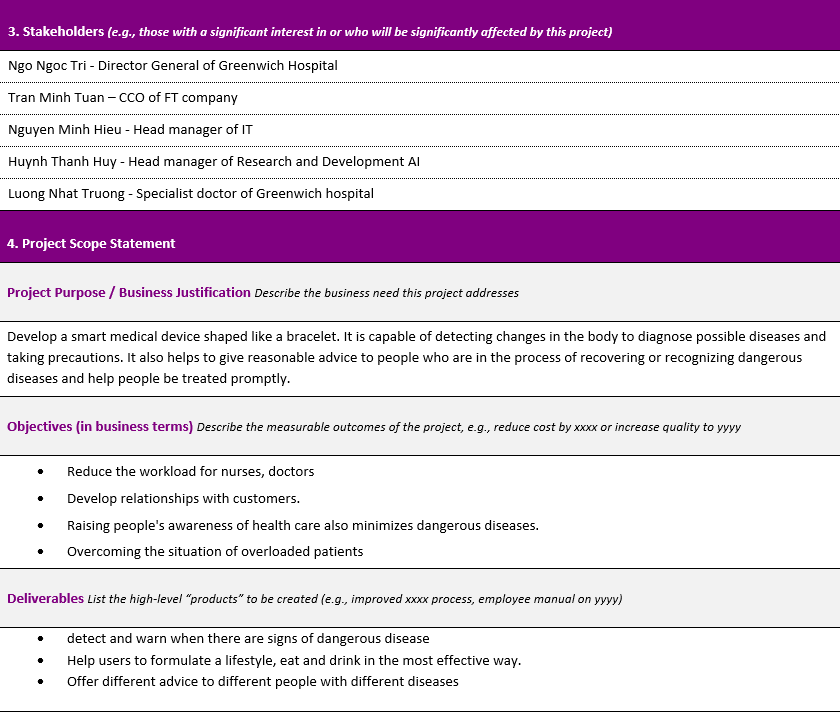 3. Stakeholders (e.g., those with a significant interest in or who will be significantly affected by this project)
Ngo Ngoc Tri - Director General of Greenwich Hospital
Tran Minh Tuan – CCO of FT company
Nguyen Minh Hieu - Head manager of IT
Huynh Thanh Huy - Head manager of Research and Development AI
Luong Nhat Truong - Specialist doctor of Greenwich hospital
4. Project Scope Statement
Project Purpose / Business Justification Describe the business need this project addresses
Develop a smart medical device shaped like a bracelet. It is capable of detecting changes in the body to diagnose possible diseases and
taking precautions. It also helps to give reasonable advice to people who are in the process of recovering or recognizing dangerous
diseases and help people be treated promptly.
Objectives (in business terms) Describe the measurable outcomes of the project, e.g., reduce cost by xxxx or increase quality to yyyy
• Reduce the workload for nurses, doctors
• Develop relationships with customers.
• Raising people's awareness of health care also minimizes dangerous diseases.
• Overcoming the situation of overloaded patients
Deliverables List the high-level “products” to be created (e.g., improved xxxx process, employee manual on yyyy)
• detect and warn when there are signs of dangerous disease
• Help users to formulate a lifestyle, eat and drink in the most effective way.
• Offer different advice to different people with different diseases